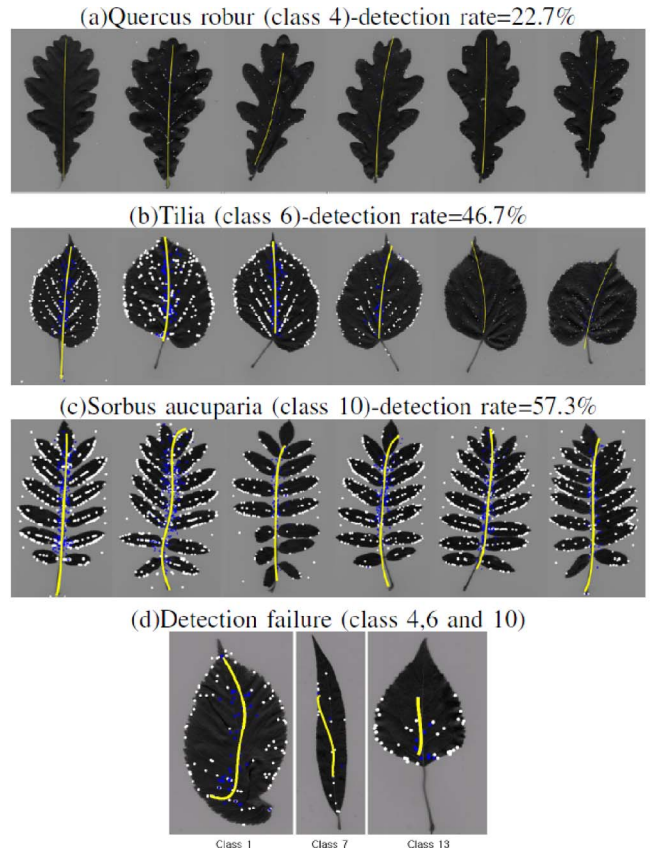 (a)Quercus robur (class 4)-detection rate=22.7%
(b)Tilia (class 6)-detection rate=46.7%
(c)Sorbus aucuparia (class 10)-detection rate=57.3%
(d)Detection failure (class 4,6 and 10)
Class 1 Class 7 Class 13